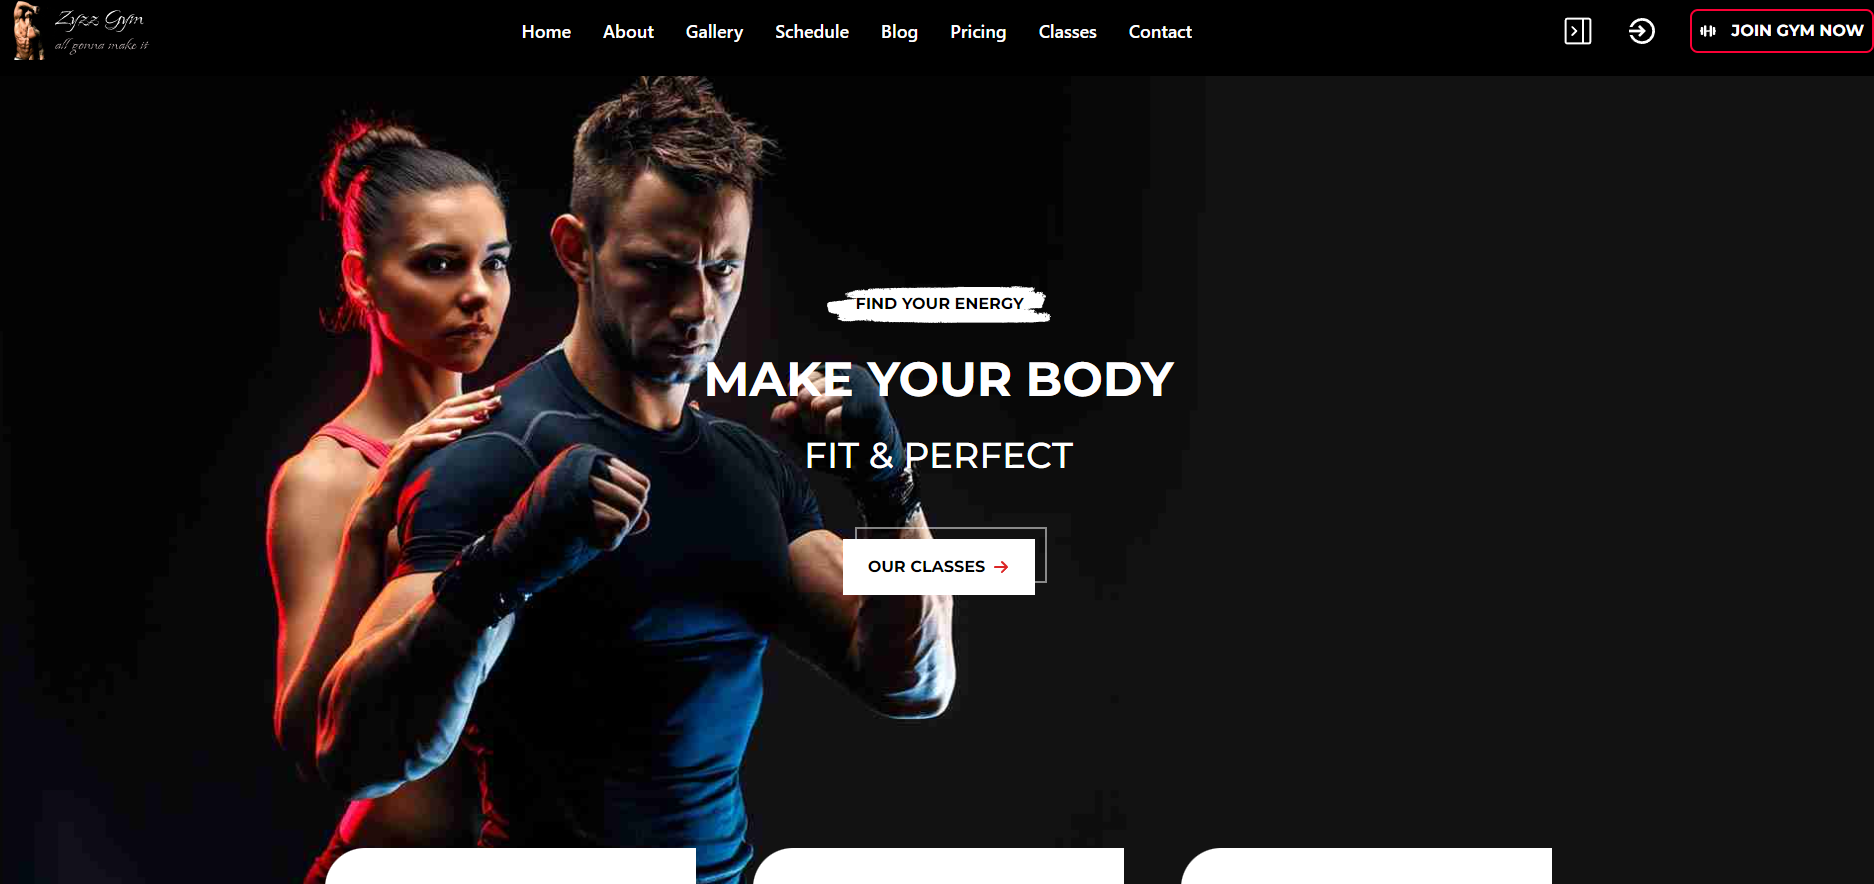 Zyzz Gym
all gonna make it
Home About Gallery Schedule Blog Pricing Classes Contact
JOIN GYM NOW
FIND YOUR ENERGY
MAKE YOUR BODY
FIT & PERFECT
OUR CLASSES